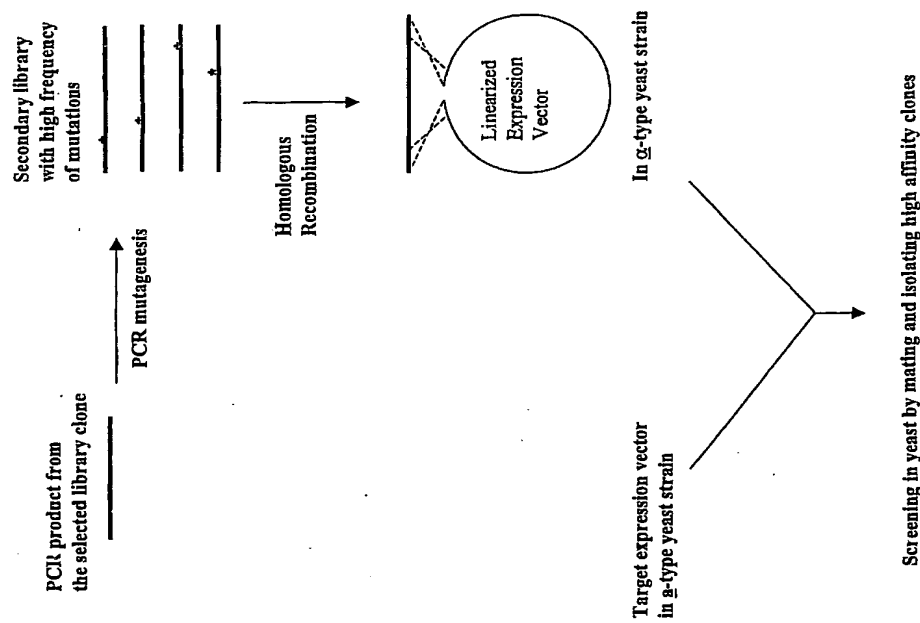 PCR product from
the selected library clone
PCR mutagenesis
Secondary library
with high frequency
of mutations
Homologous
Recombination
Linearized
Expression
Vector
Target expression vector
in a-type yeast strain
In α-type yeast strain
Screening in yeast by mating and isolating high affinity clones